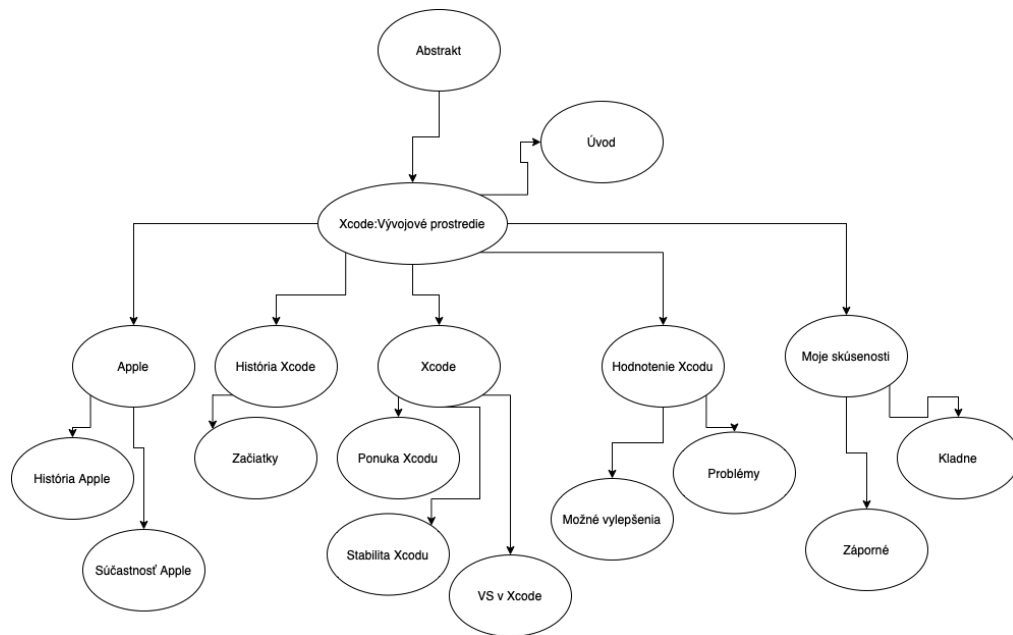 Abstrakt
Úvod
Xcode:Vývojové prostredie
Apple
História Xcode
Xcode
Hodnotenie Xcodu
Moje skúsenosti
História Apple
Začiatky
Ponuka Xcodu
Problémy
Kladne
Možné vylepšenia
Súčastnosť Apple
Stabilita Xcodu
Záporné
VS v Xcode